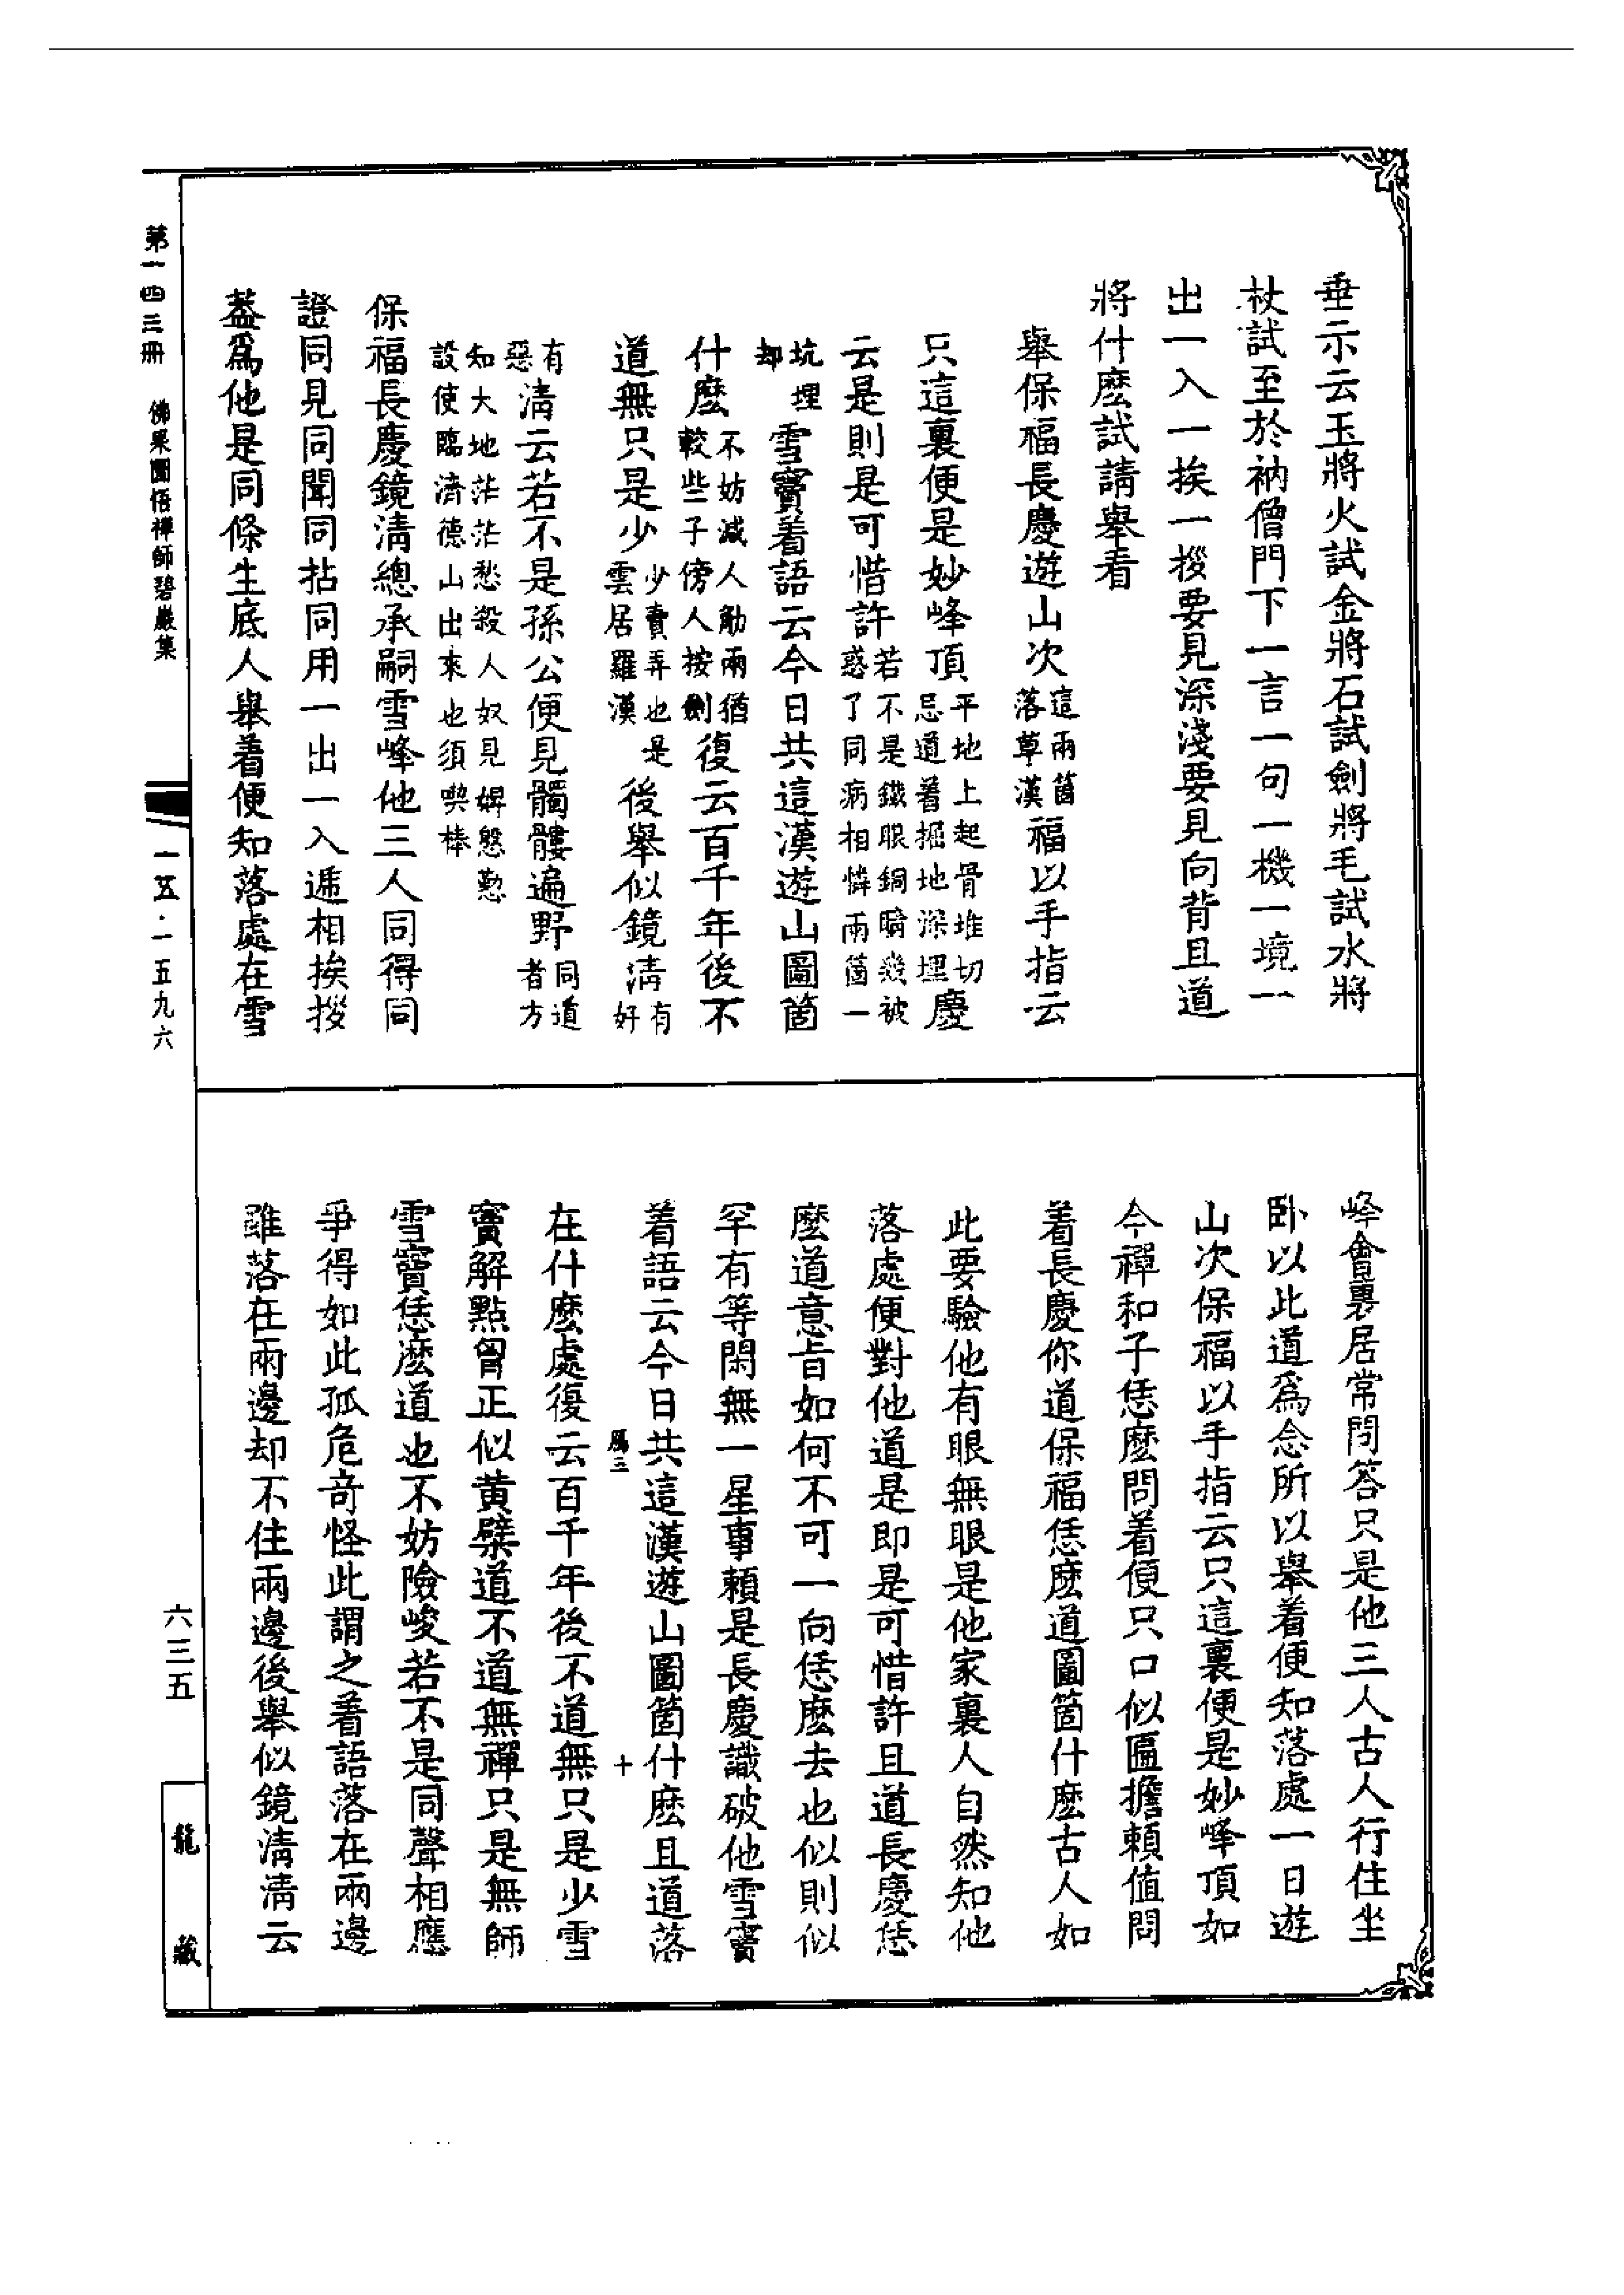 垂示云玉將火試金將石試劍將毛試水將
杖試至於衲僧門下一言一句一機一境一
出一入一挨一拶要見深淺要見向背且道
將什麽試請舉看
舉保福長慶遊山次這兩箇落草漢福以手指云
只這裏便是妙峰頂平地上起骨堆切忌道着掘地深埋慶
云是則是可惜許若不是鐵眼銅睛幾被惑了同病相憐兩箇一
坑埋却雪竇着語云今日共這漢遊山圖箇
什麽不妨減人觔兩猶較些子傍人按劍復云百千年後不
道無只是少少賣弄也是雲居羅漢後舉似鏡清有好
有惡清云若不是孫公便見髑髏遍野同道者方
知大地茫茫愁殺人奴見婢慇懃設使臨濟德山出來也須喫棒
保福長慶鏡清總承嗣雪峰他三人同得同
證同見同聞同拈同用一出一入遞相挨拶
蓋爲他是同條生底人舉着便知落處在雪
峰會裏居常問答只是他三人古人行住坐
臥以此道爲念所以舉着便知落處一日遊
山次保福以手指云只這裏便是妙峰頂如
今禪和子恁麽問着便只口似匾擔賴值問
着長慶你道保福恁麽道圖箇什麽古人如
此要驗他有眼無眼是他家裏人自然知他
落處便對他道是即是可惜許且道長慶恁
麽道意旨如何不可一向恁麽去也似則似
罕有等閑無一星事賴是長慶識破他雪竇
着語云今日共這漢遊山圖箇什麽且道落
馬三 十
在什麽處復云百千年後不道無只是少雪
竇解點胷正似黄檗道不道無禪只是無師
雪竇恁麽道也不妨險峻若不是同聲相應
爭得如此孤危竒怪此謂之着語落在兩邊
雖落在兩邊却不住兩邊後舉似鏡清清云
第一四三冊 佛果圜悟禪師碧巖集
一五·一五九六
六三五
龍藏